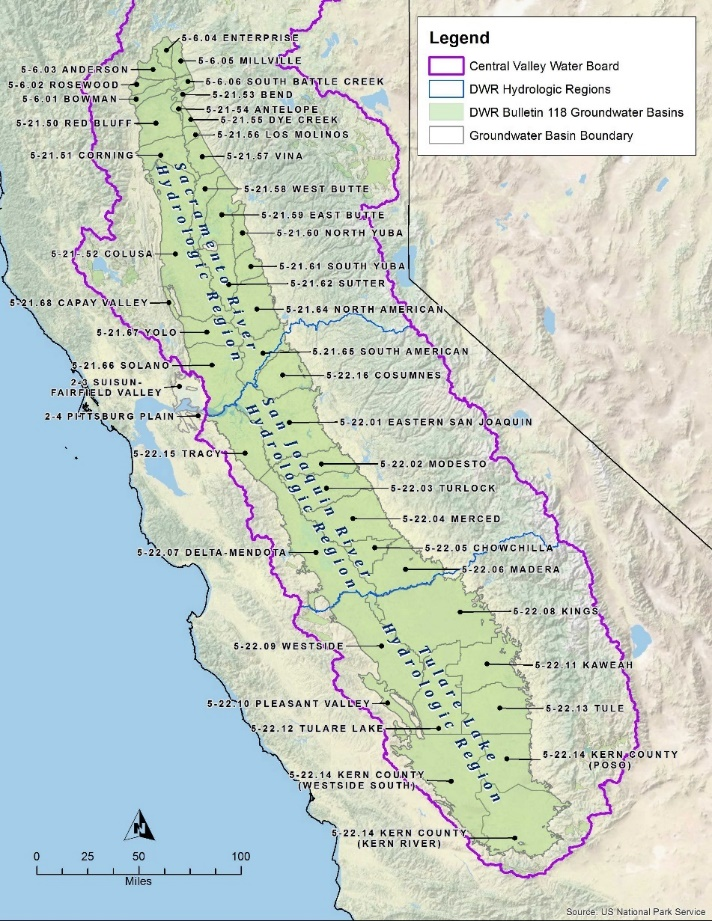 Legend
Central Valley Water Board
DWR Hydrologic Regions
DWR Bulletin 118 Groundwater Basins
Groundwater Basin Boundary
5-6.04 ENTERPRISE
5-6.05 MILLVILLE
5-6.03 ANDERSON
5-6.06 SOUTH BATTLE CREEK
5-6.02 ROSEWOOD
5-21.53 BEND
5-6.01 BOWMAN
5-21-54 ANTELOPE
5-21.55 DYE CREEK
5-21.50 RED BLUFF
5-21.56 LOS MOLINOS
5-21.51 CORNING
5-21.57 VINA
5-21.58 WEST BUTTE
5-21.59 EAST BUTTE
5-21.60 NORTH YUBA
5-21-.52 COLUSA
5-21.61 SOUTH YUBA
5-21.62 SUTTER
5-21.68 CAPAY VALLEY
5-21.64 NORTH AMERICAN
5-21.67 YOLO
5-21.65 SOUTH AMERICAN
5-21.66 SOLANO
5-22.16 COSUMNES
2-3 SUISUN-
FAIRFIELD VALLEY
2-4 PITTSBURG PLAIN
5-22.01 EASTERN SAN JOAQUIN
5-22.15 TRACY
5-22.02 MODESTO
5-22.03 TURLOCK
5-22.04 MERCED
5-22.07 DELTA-MENDOTA
5-22.05 CHOWCHILLA
5-22.06 MADERA
5-22.08 KINGS
5-22.09 WESTSIDE
5-22.11 KAWEAH
5-22.10 PLEASANT VALLEY
5-22.13 TULE
5-22.12 TULARE LAKE
5-22.14 KERN COUNTY
(POSO)
5-22.14 KERN COUNTY
(WESTSIDE SOUTH)
5-22.14 KERN COUNTY
(KERN RIVER)
Sacramento River
Hydrologic Region
San Joaquin River
Hydrologic Region
Tulare Lake
Hydrologic Region
N
0 25 50 100
Miles
Source: US National Park Service